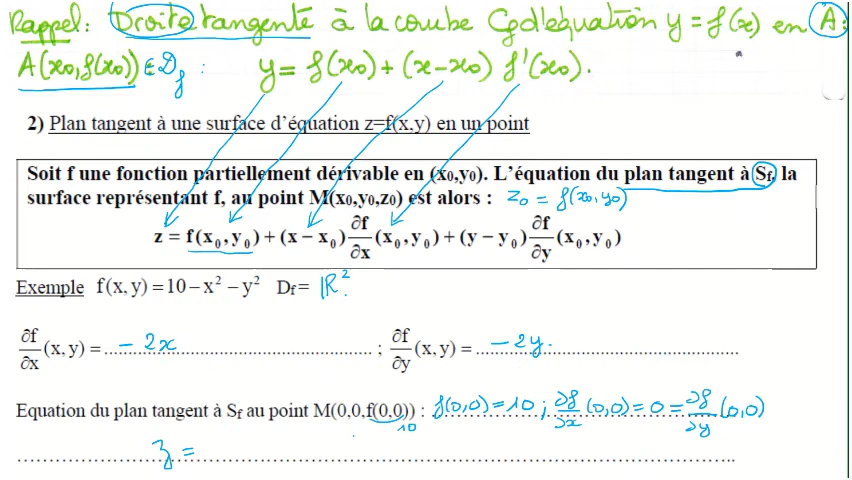 Rappel : Droite tangente à la courbe Cf d'équation y = f(x) en A :
A(x0, f(x0)) ∈ Df : y = f(x0) + (x - x0) f'(x0).
2) Plan tangent à une surface d'équation z=f(x,y) en un point
Soit f une fonction partiellement dérivable en (x0,y0). L'équation du plan tangent à Sf, la
surface représentant f, au point M(x0,y0,z0) est alors : z0 = f(x0, y0)
z = f(x0, y0) + (x − x0) ∂f/∂x (x0, y0) + (y − y0) ∂f/∂y (x0, y0)
Exemple f(x, y) = 10 − x² − y² Df = ℝ².
∂f/∂x (x, y) = − 2x ; ∂f/∂y (x, y) = − 2y.
Equation du plan tangent à Sf au point M(0,0,f(0,0)) : f(0,0) = 10 ; ∂f/∂x (0,0) = 0 = ∂f/∂y (0,0)
10
z =